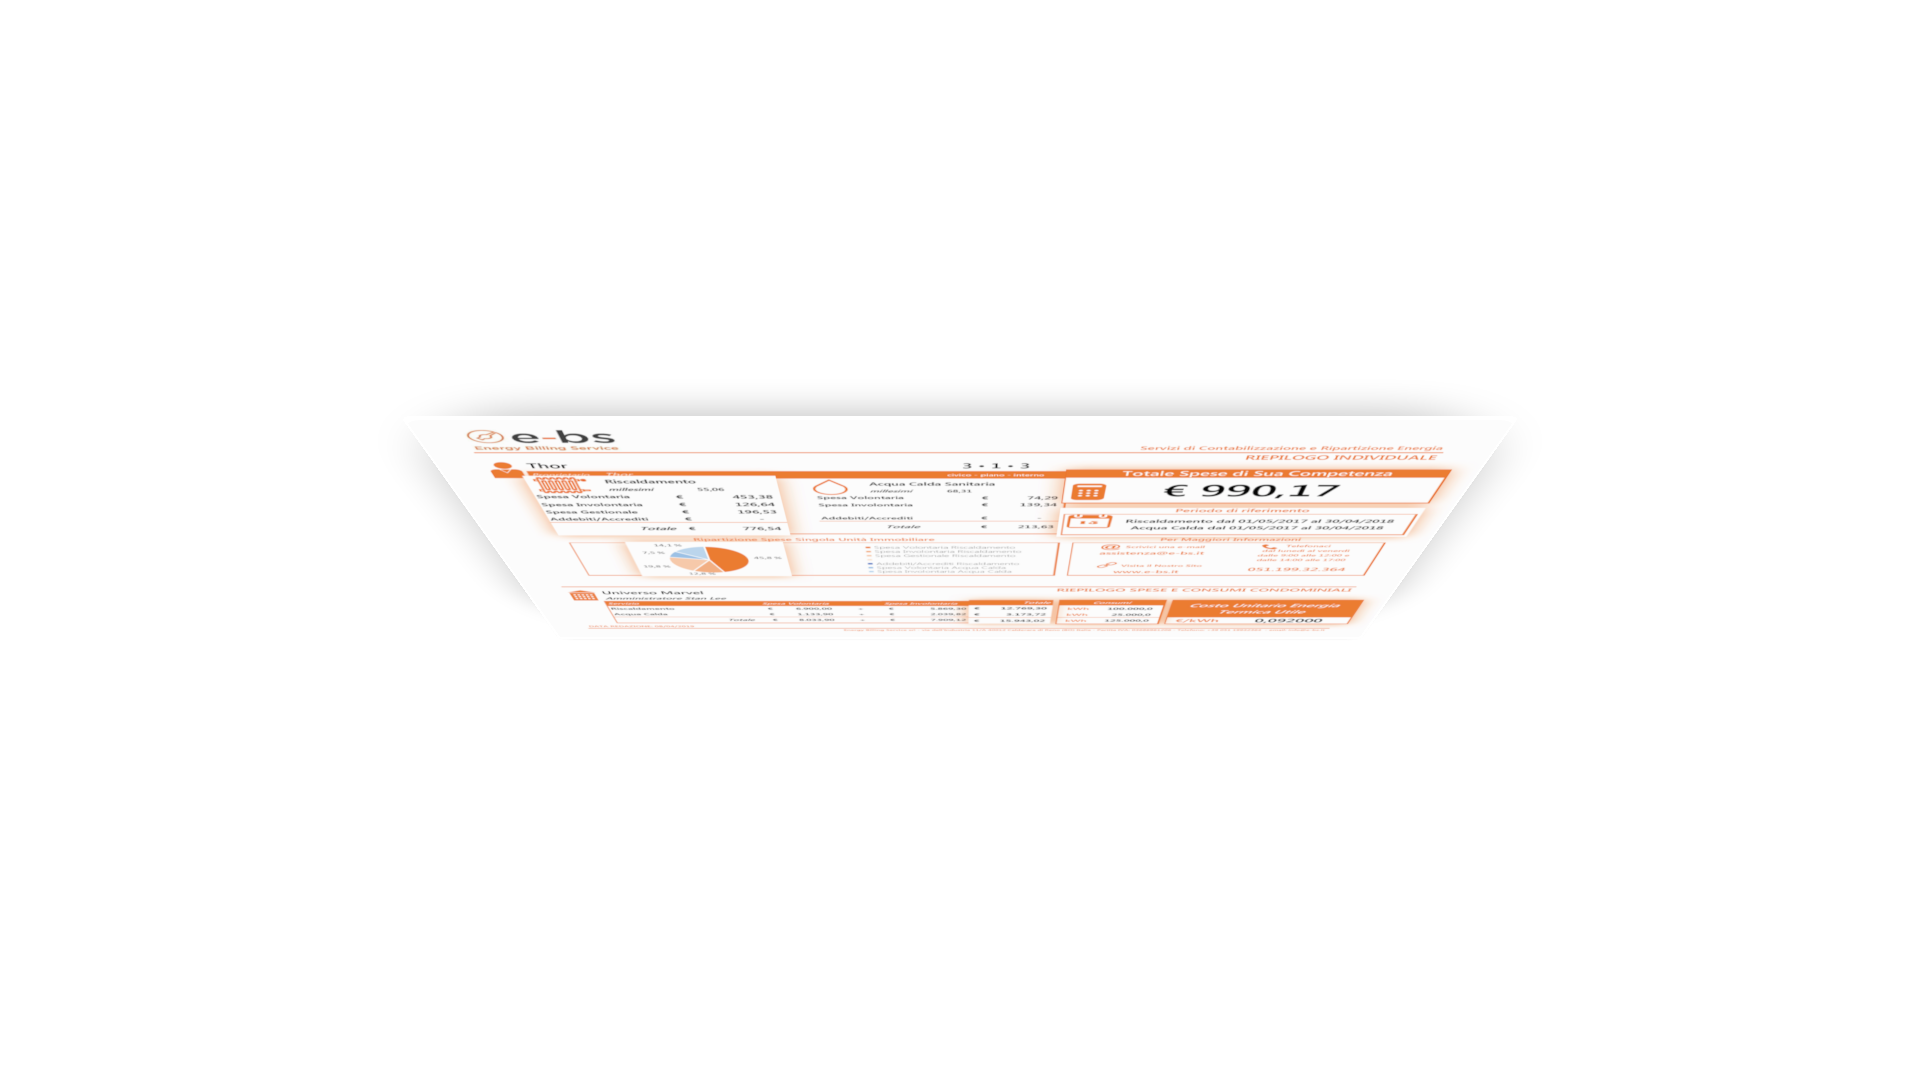 e-bs
Energy Billing Service
Servizi di Contabilizzazione e Ripartizione Energia
RIEPILOGO INDIVIDUALE
Thor
3 • 1 • 3
Thor
civico - piano - interno
Riscaldamento
millesimi 55,06
Spesa Volontaria € 453,38
Spesa Involontaria € 126,64
Spesa Gestionale € 196,53
Addebiti/Accrediti € -
Totale € 776,54
Acqua Calda Sanitaria
millesimi 68,31
Spesa Volontaria € 74,29
Spesa Involontaria € 139,34
Addebiti/Accrediti € -
Totale € 213,63
Totale Spese di Sua Competenza
€ 990,17
Periodo di riferimento
Riscaldamento dal 01/05/2017 al 30/04/2018
Acqua Calda dal 01/05/2017 al 30/04/2018
Ripartizione Spese Singola Unità Immobiliare
14,1 %
7,5 %
19,8 %
12,8 %
45,8 %
Spesa Volontaria Riscaldamento
Spesa Involontaria Riscaldamento
Spesa Gestionale Riscaldamento
Addebiti/Accrediti Riscaldamento
Spesa Volontaria Acqua Calda
Spesa Involontaria Acqua Calda
Per Maggiori Informazioni
Scrivici una e-mail
assistenza@e-bs.it
Visita il Nostro Sito
www.e-bs.it
Telefonaci
dal lunedì al venerdì
dalle 9:00 alle 12:00 e
dalle 14:00 alle 17:00
051.199.32.364
Universo Marvel
Amministratore Stan Lee
RIEPILOGO SPESE E CONSUMI CONDOMINIALI
Servizio Spesa Volontaria Spesa Involontaria Totale Consumi
Riscaldamento € 6.900,00 - € 5.869,30 € 12.769,30 kWh 100.000,0
Acqua Calda € 1.133,90 - € 2.039,82 € 3.173,72 kWh 25.000,0
Totale € 8.033,90 - € 7.909,12 € 15.943,02 kWh 125.000,0
Costo Unitario Energia
Termica Utile
€/kWh 0,092000